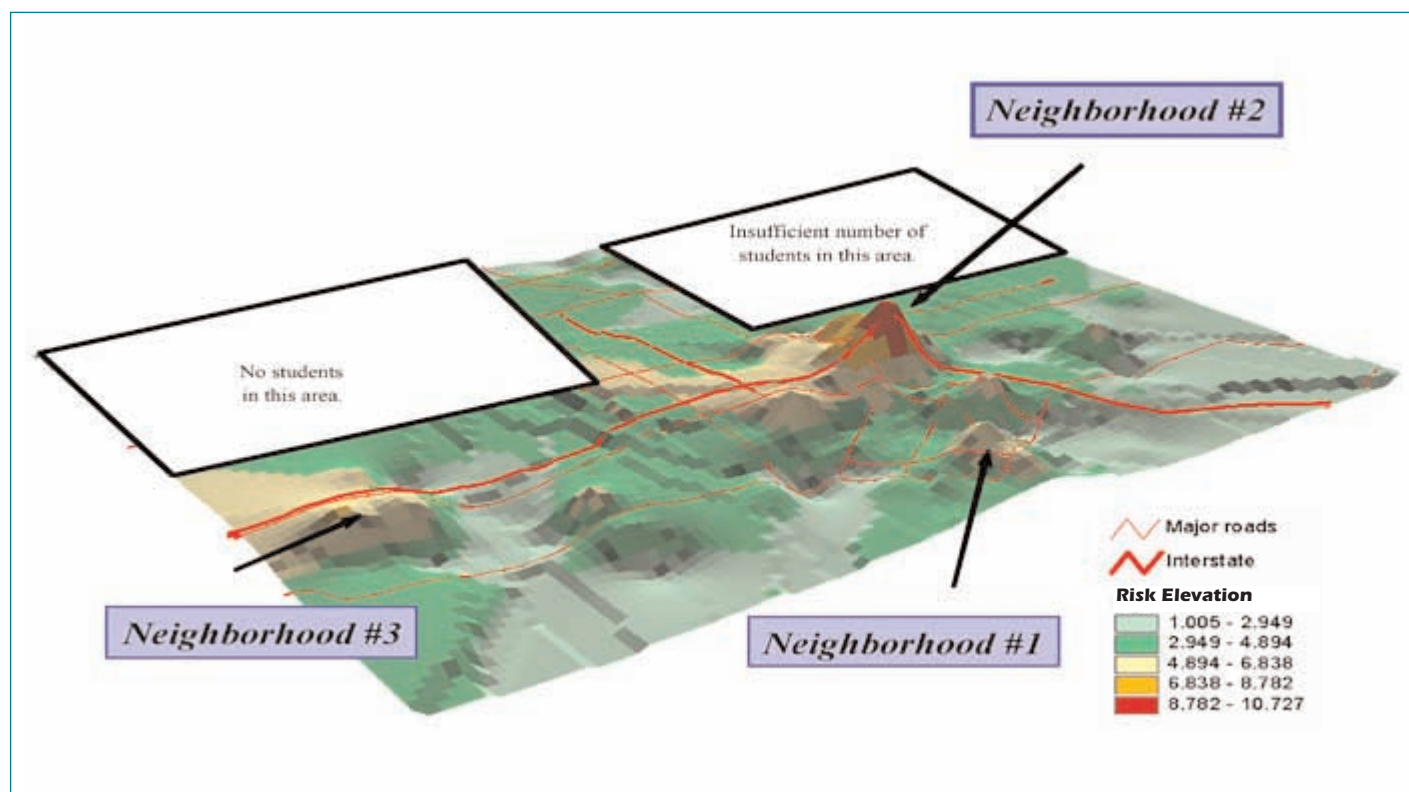 Neighborhood #2
Insufficient number of
students in this area.
No students
in this area.
Neighborhood #3
Neighborhood #1
Major roads
Interstate
Risk Elevation
1.005 - 2.949
2.949 - 4.894
4.894 - 6.838
6.838 - 8.782
8.782 - 10.727